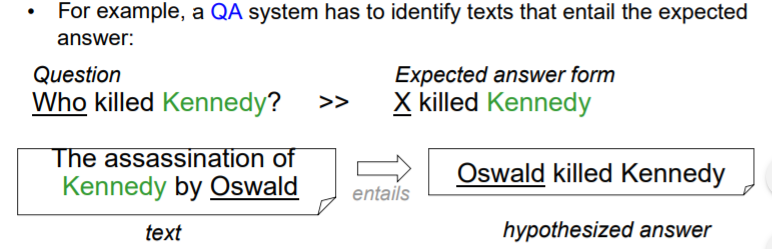 • For example, a QA system has to identify texts that entail the expected
answer:
Question
Expected answer form
Who killed Kennedy? >> X killed Kennedy
The assassination of
Kennedy by Oswald
entails
Oswald killed Kennedy
text
hypothesized answer